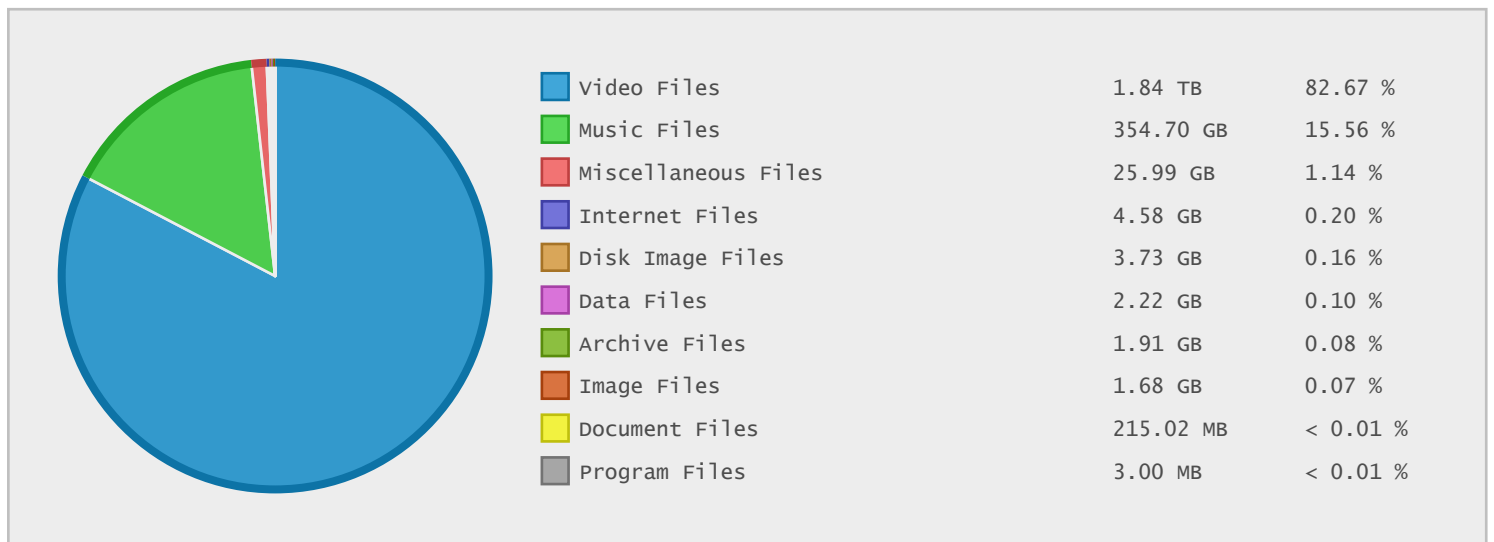 Video Files 1.84 TB 82.67 %
Music Files 354.70 GB 15.56 %
Miscellaneous Files 25.99 GB 1.14 %
Internet Files 4.58 GB 0.20 %
Disk Image Files 3.73 GB 0.16 %
Data Files 2.22 GB 0.10 %
Archive Files 1.91 GB 0.08 %
Image Files 1.68 GB 0.07 %
Document Files 215.02 MB < 0.01 %
Program Files 3.00 MB < 0.01 %